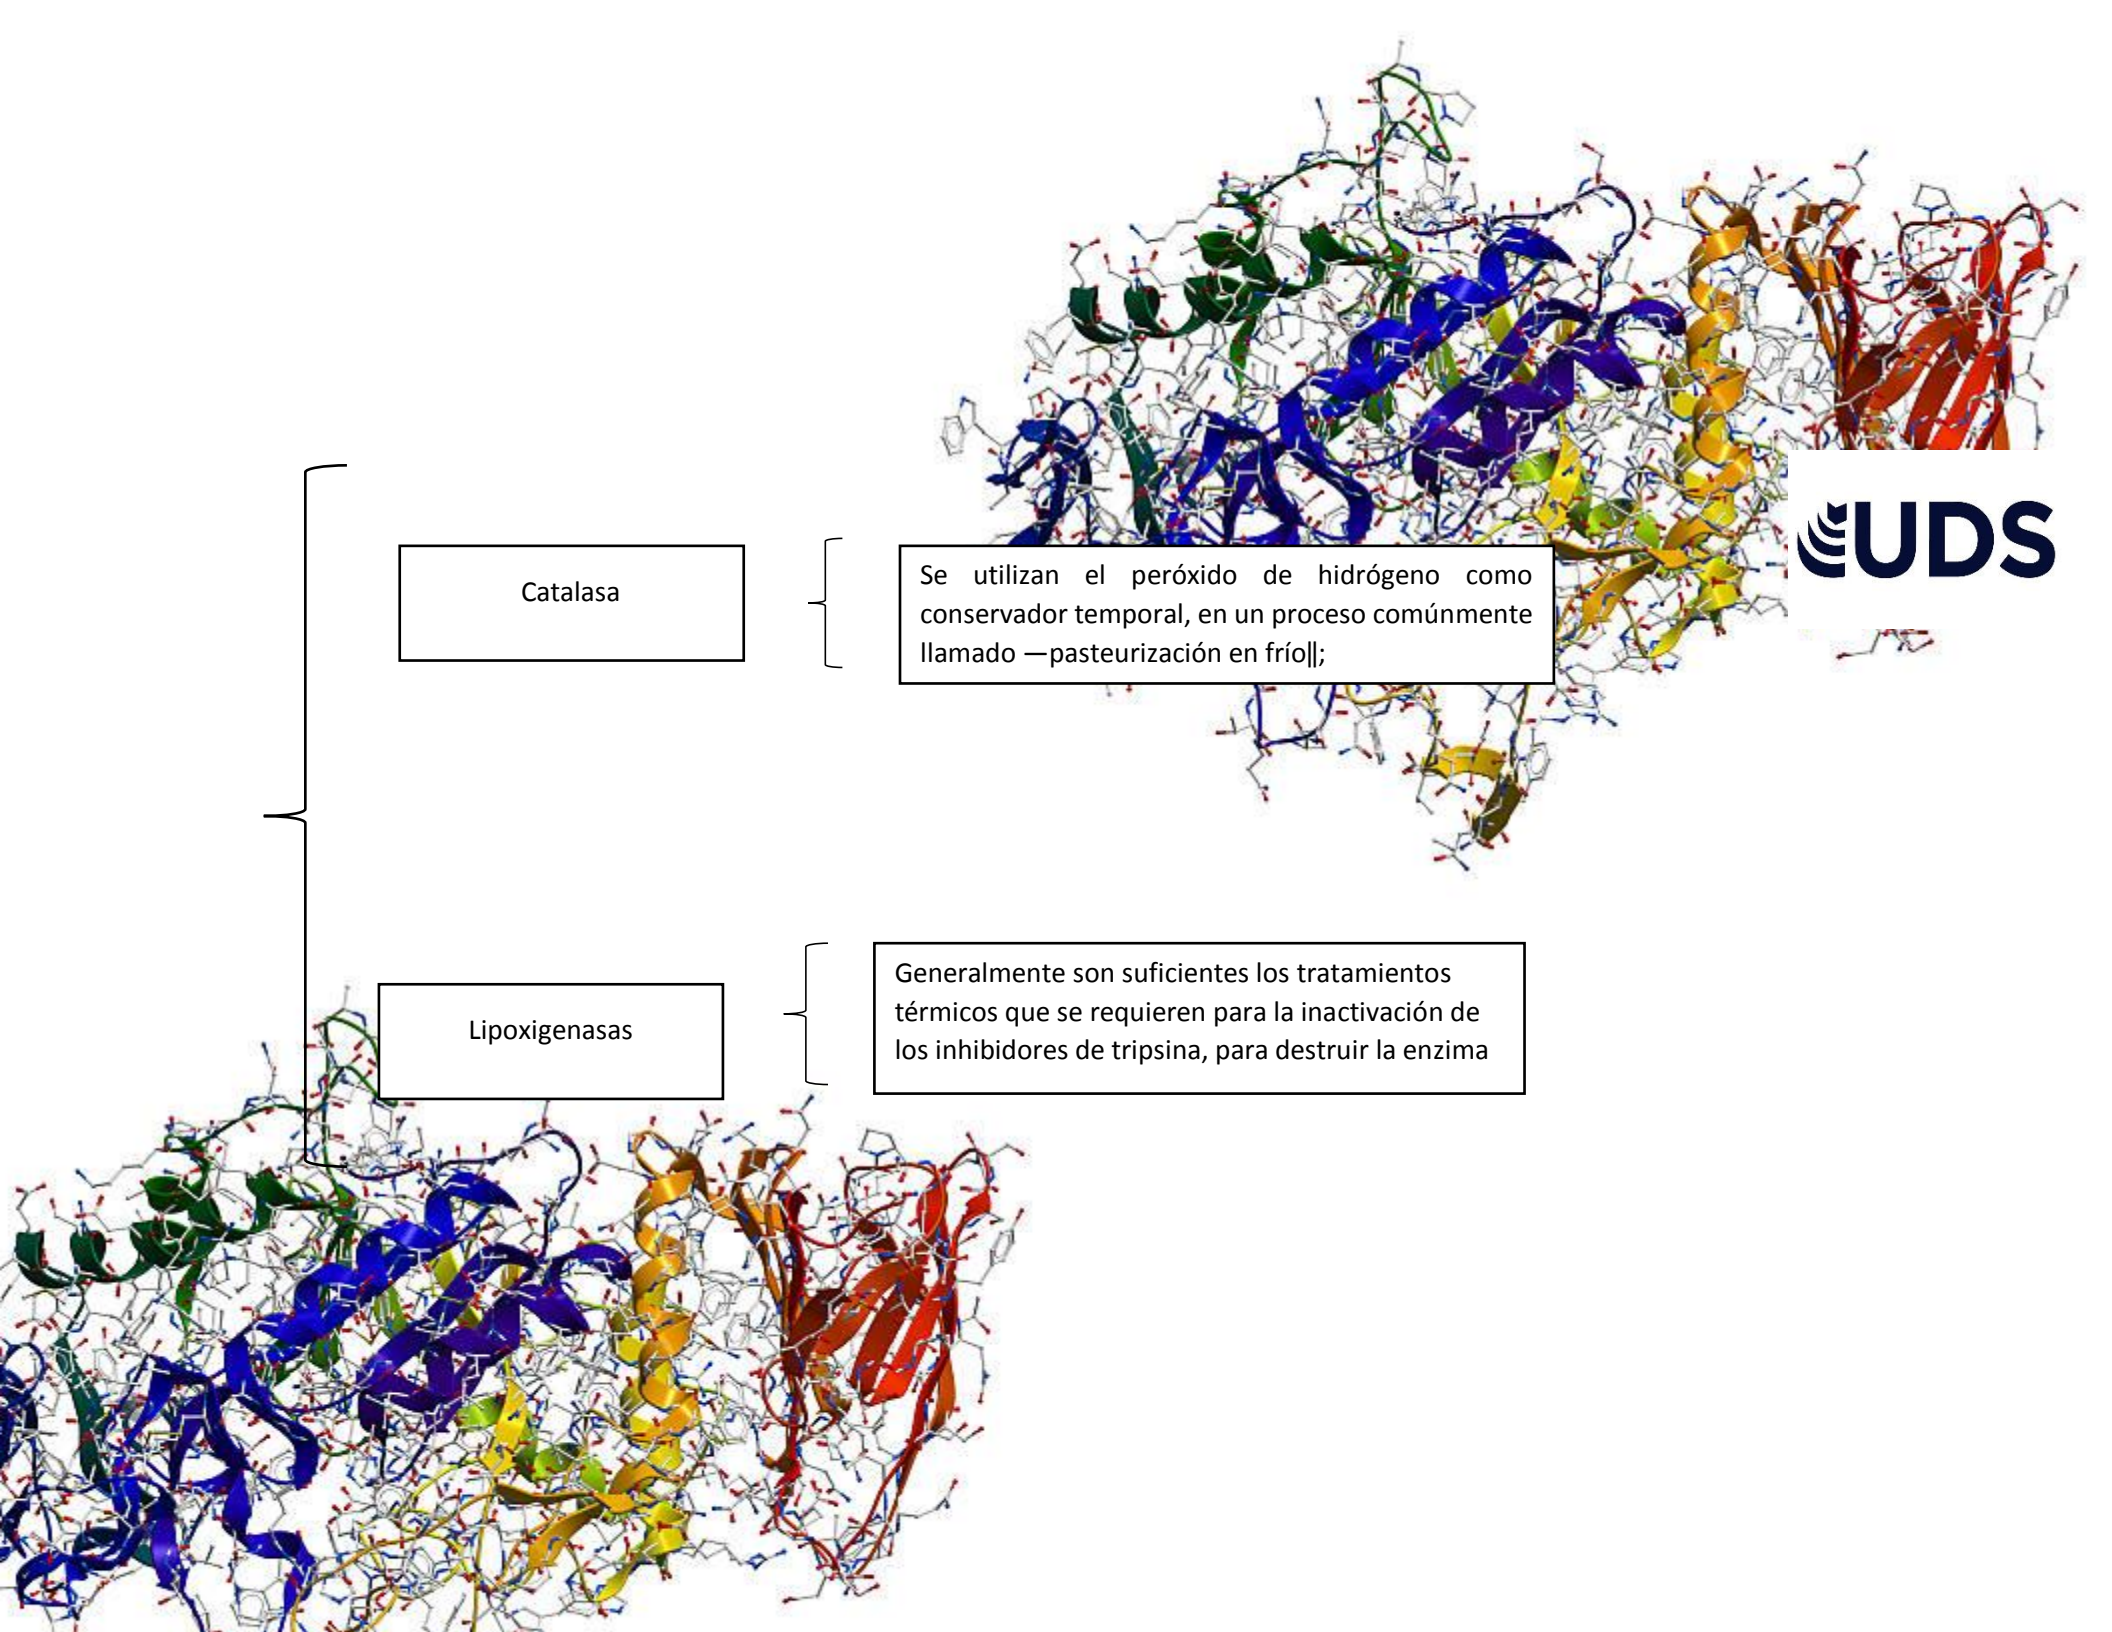 UDS
Catalasa
Se utilizan el peróxido de hidrógeno como
conservador temporal, en un proceso comúnmente
llamado ―pasteurización en frío‖;
Lipoxigenasas
Generalmente son suficientes los tratamientos
térmicos que se requieren para la inactivación de
los inhibidores de tripsina, para destruir la enzima